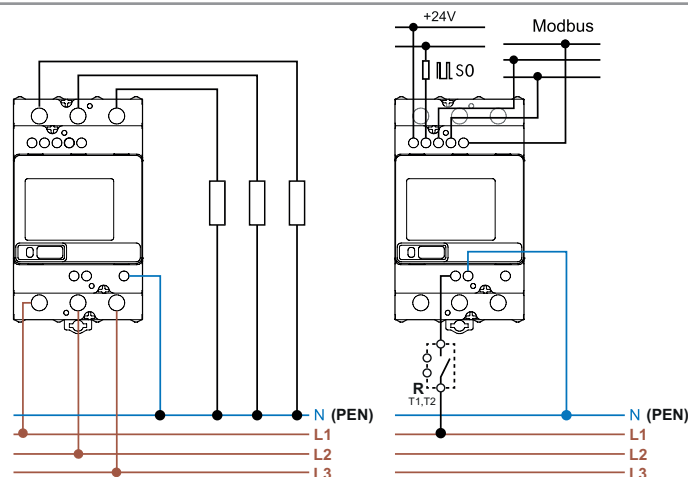 +24V
Modbus
S0
R
T1,T2
N (PEN)
L1
L2
L3
N (PEN)
L1
L2
L3